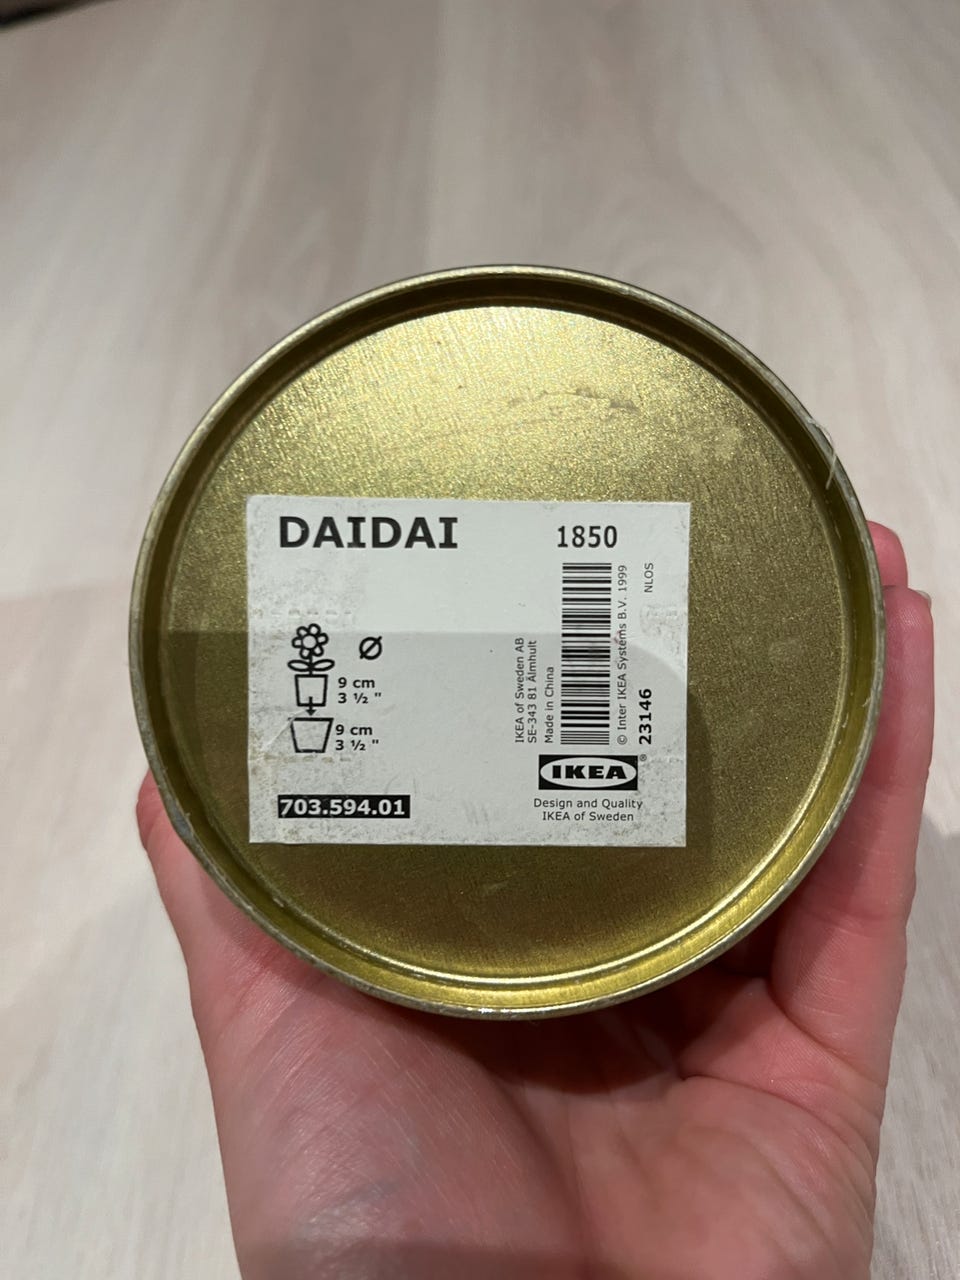 DAIDAI
1850
Ø
9 cm
3 ½ "
9 cm
3 ½ "
703.594.01
IKEA of Sweden AB
SE-343 81 Älmhult
Made in China
© Inter IKEA Systems B.V. 1999
23146
NLOS
IKEA®
Design and Quality
IKEA of Sweden